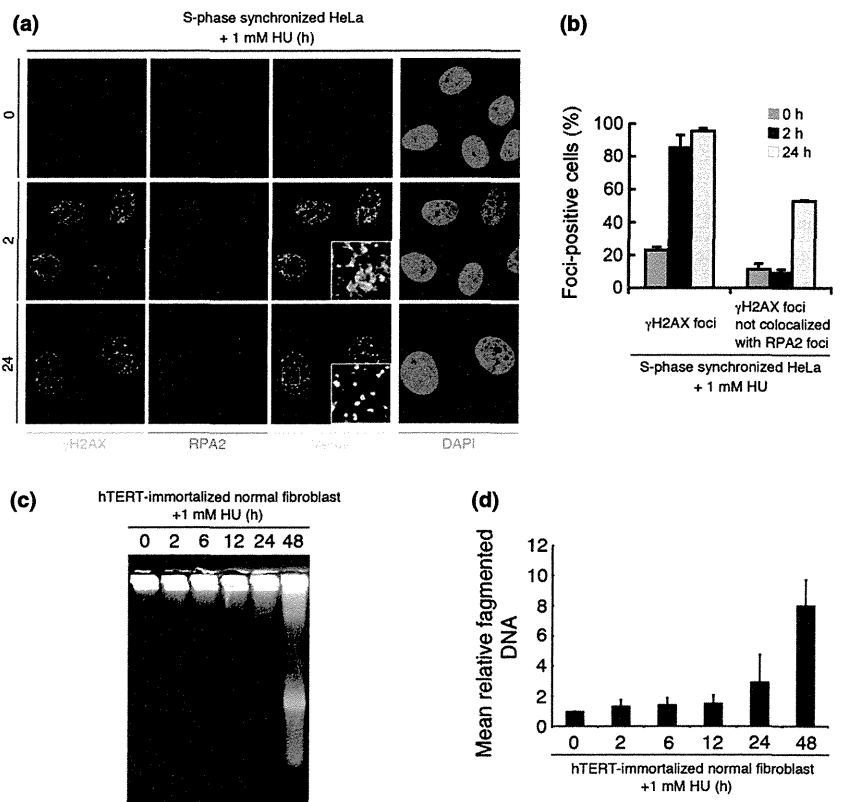 (a)
S-phase synchronized HeLa
+ 1 mM HU (h)
0
2
24
γH2AX RPA2 DAPI
(b)
Foci-positive cells (%)
100
80
60
40
20
0
0 h
2 h
24 h
γH2AX foci
γH2AX foci
not colocalized
with RPA2 foci
S-phase synchronized HeLa
+ 1 mM HU
(c)
hTERT-immortalized normal fibroblast
+1 mM HU (h)
0 2 6 12 24 48
(d)
Mean relative fagmented
DNA
12
10
8
6
4
2
0
0 2 6 12 24 48
hTERT-immortalized normal fibroblast
+1 mM HU (h)